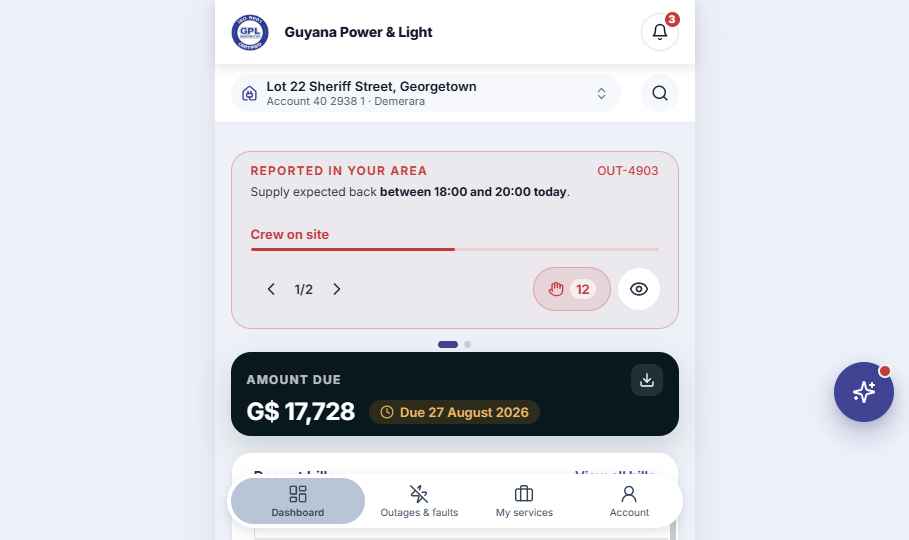 GPL
Guyana Power & Light
3
Lot 22 Sheriff Street, Georgetown
Account 40 2938 1 · Demerara
REPORTED IN YOUR AREA
OUT-4903
Supply expected back between 18:00 and 20:00 today.
Crew on site
1/2
12
AMOUNT DUE
G$ 17,728
Due 27 August 2026
Dashboard
Outages & faults
My services
Account